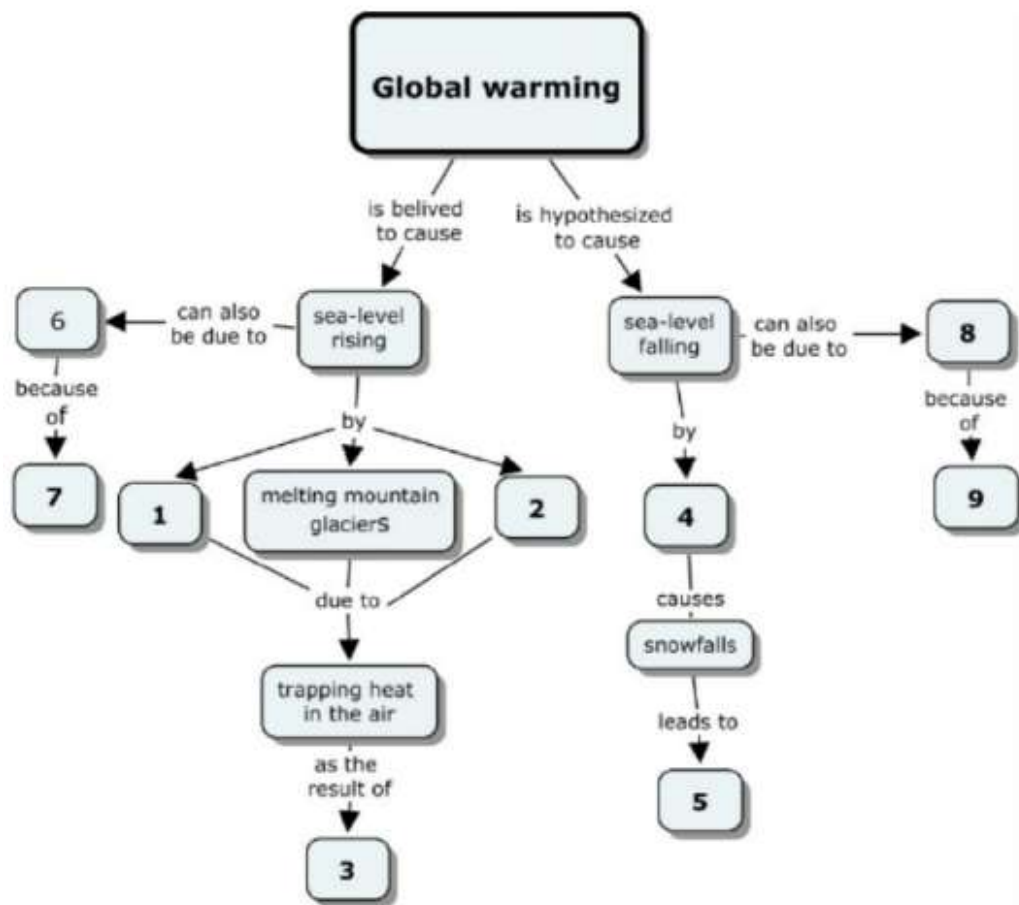 Global warming
is belived
to cause
is hypothesized
to cause
6
can also
be due to
sea-level
rising
sea-level
falling
can also
be due to
8
because
of
by
by
because
of
7
1
melting mountain
glaciers
2
4
9
due to
causes
snowfalls
trapping heat
in the air
leads to
as the
result of
5
3